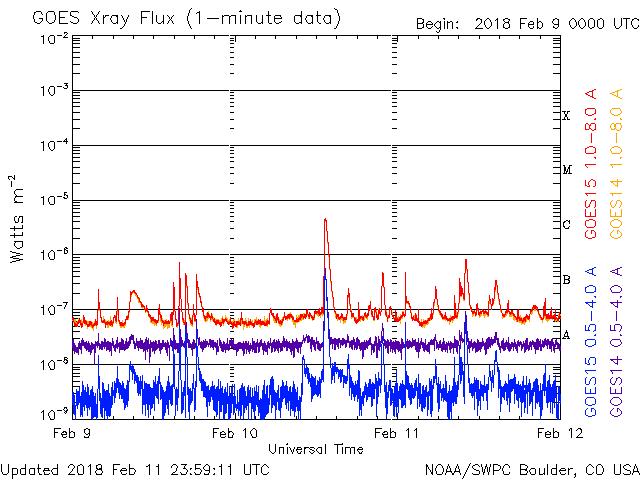 GOES Xray Flux (1-minute data)
Begin: 2018 Feb 9 0000 UTC
10⁻²
10⁻³
10⁻⁴
10⁻⁵
10⁻⁶
10⁻⁷
10⁻⁸
10⁻⁹
Watts m⁻²
X
M
C
B
A
GOES15 1.0-8.0 A
GOES14 1.0-8.0 A
GOES15 0.5-4.0 A
GOES14 0.5-4.0 A
Feb 9 Feb 10 Feb 11 Feb 12
Universal Time
Updated 2018 Feb 11 23:59:11 UTC
NOAA/SWPC Boulder, CO USA